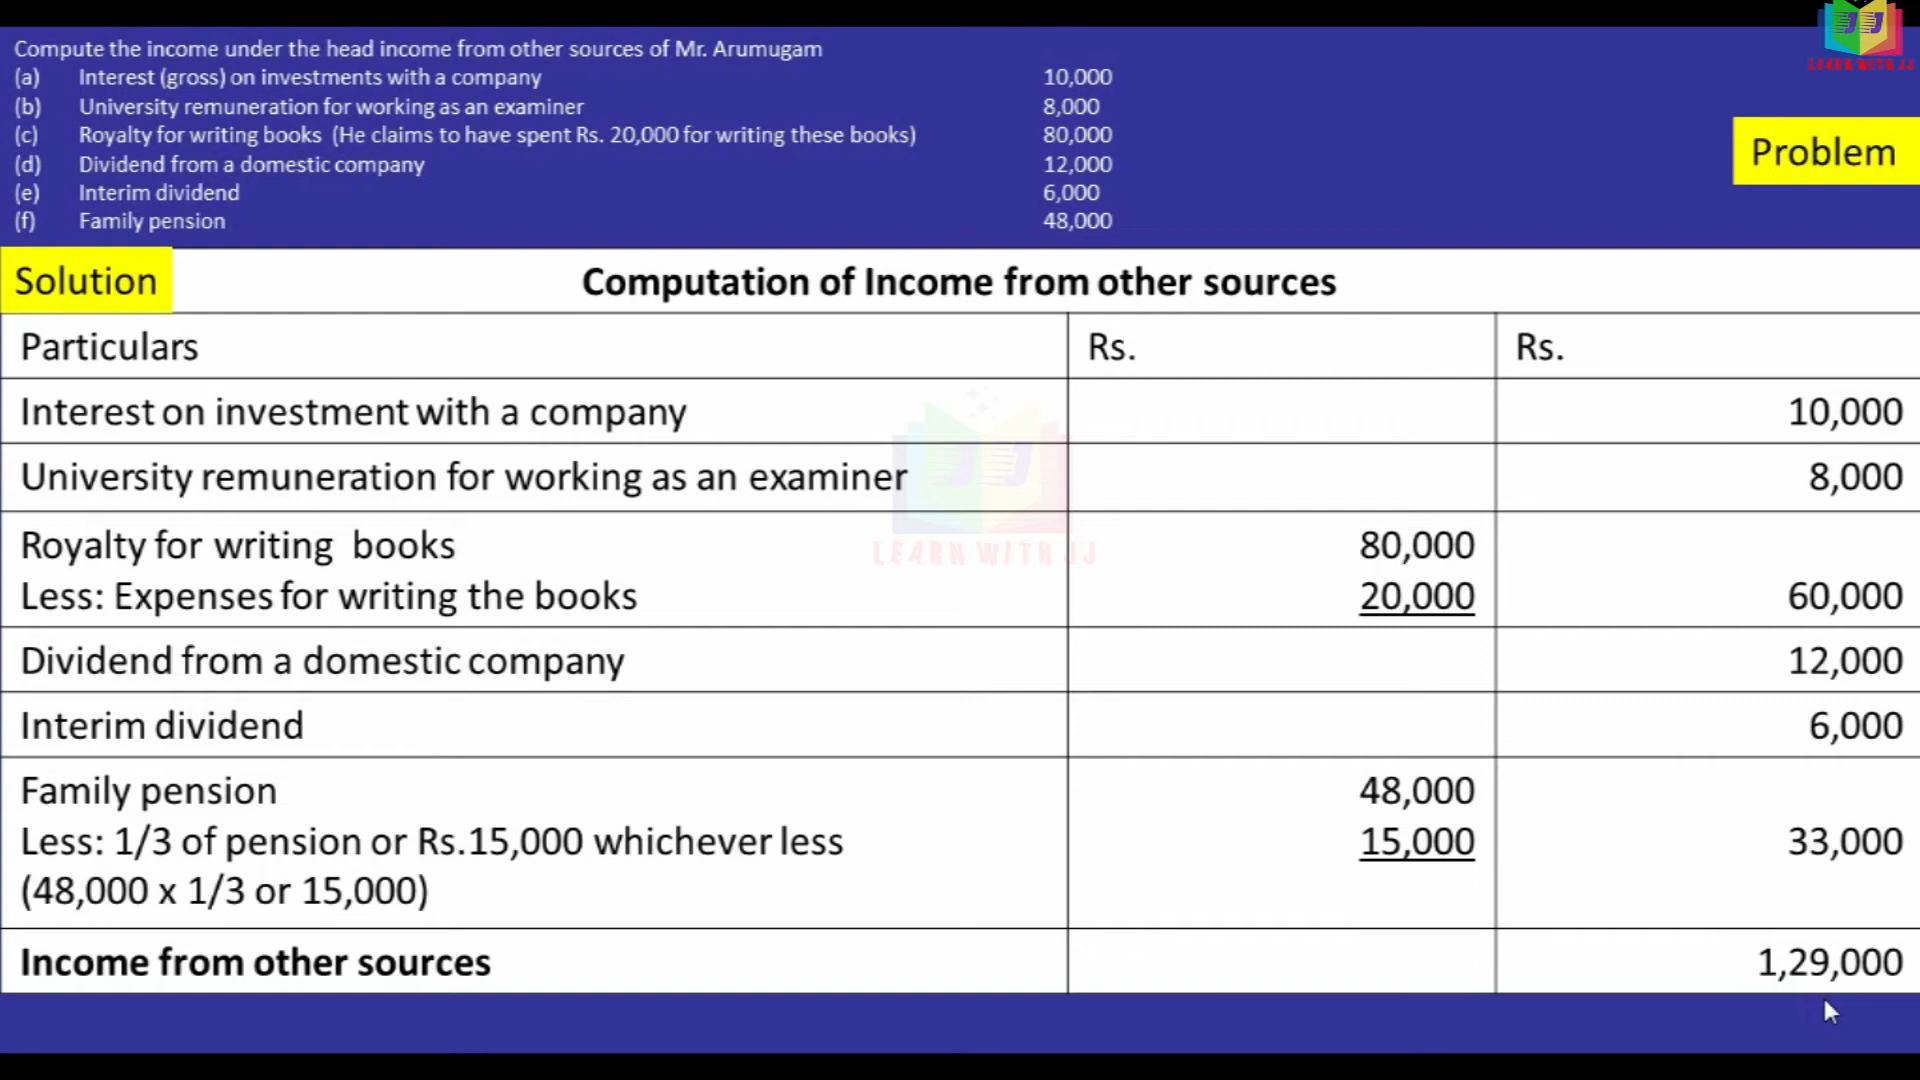 LEARN WITH JJ
Compute the income under the head income from other sources of Mr. Arumugam
(a) Interest (gross) on investments with a company 10,000
(b) University remuneration for working as an examiner 8,000
(c) Royalty for writing books (He claims to have spent Rs. 20,000 for writing these books) 80,000
(d) Dividend from a domestic company 12,000
(e) Interim dividend 6,000
(f) Family pension 48,000
Problem
Solution
Computation of Income from other sources
Particulars Rs. Rs.
Interest on investment with a company 10,000
University remuneration for working as an examiner 8,000
Royalty for writing books 80,000
Less: Expenses for writing the books 20,000 60,000
Dividend from a domestic company 12,000
Interim dividend 6,000
Family pension 48,000
Less: 1/3 of pension or Rs.15,000 whichever less 15,000 33,000
(48,000 x 1/3 or 15,000)
Income from other sources 1,29,000
JJ
LEARN WITH JJ